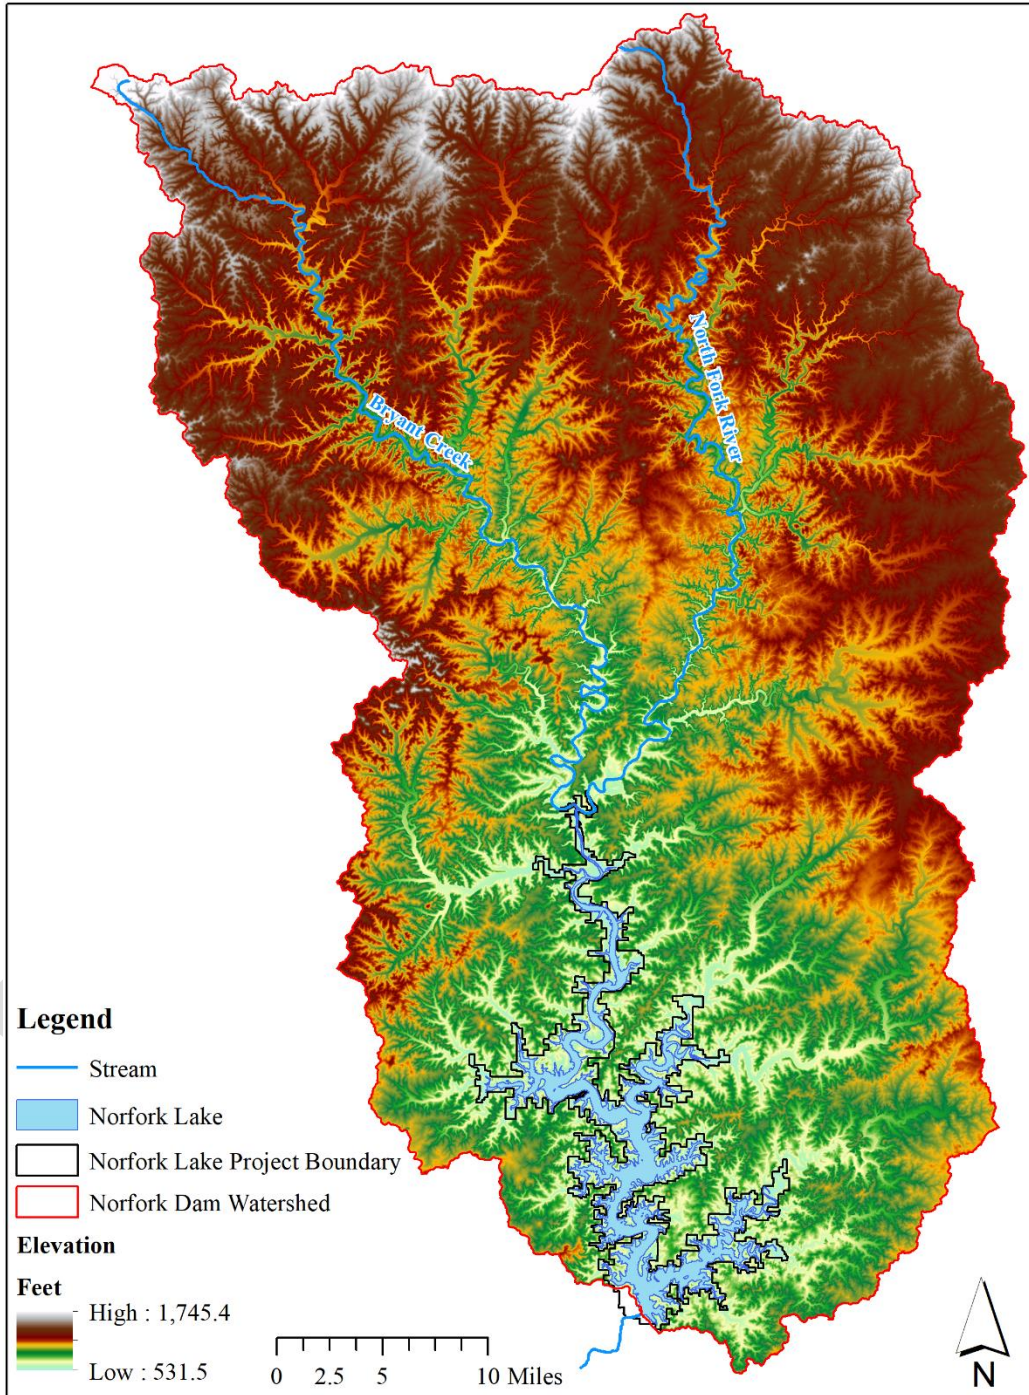 North Fork River
Bryant Creek
Legend
Stream
Norfork Lake
Norfork Lake Project Boundary
Norfork Dam Watershed
Elevation
Feet
High : 1,745.4
Low : 531.5
0 2.5 5 10 Miles
N